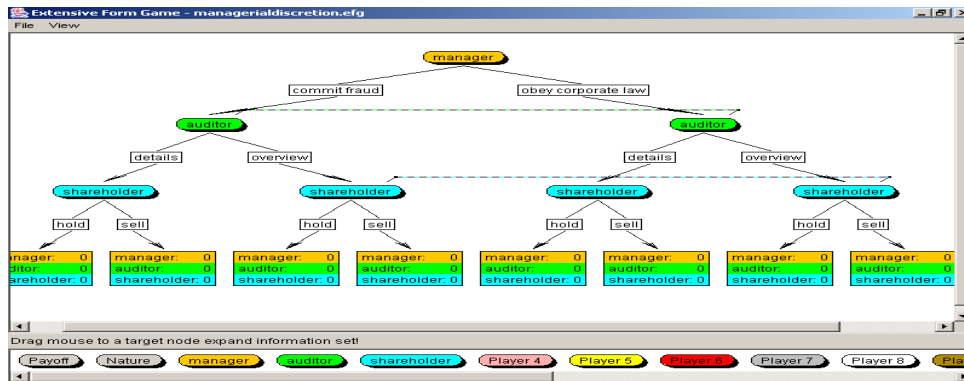 Extensive Form Game - managerialdiscretion.efg
File View
manager
commit fraud obey corporate law
auditor auditor
details overview details overview
shareholder shareholder shareholder shareholder
hold sell hold sell hold sell hold sell
nager: 0 manager: 0 manager: 0 manager: 0 manager: 0 manager: 0 manager: 0 manager: 0
ditor: 0 auditor: 0 auditor: 0 auditor: 0 auditor: 0 auditor: 0 auditor: 0 auditor: 0
areholder: 0 shareholder: 0 shareholder: 0 shareholder: 0 shareholder: 0 shareholder: 0 shareholder: 0 shareholder: 0
Drag mouse to a target node expand information set!
Payoff Nature manager auditor shareholder Player 4 Player 5 Player 6 Player 7 Player 8 Pla